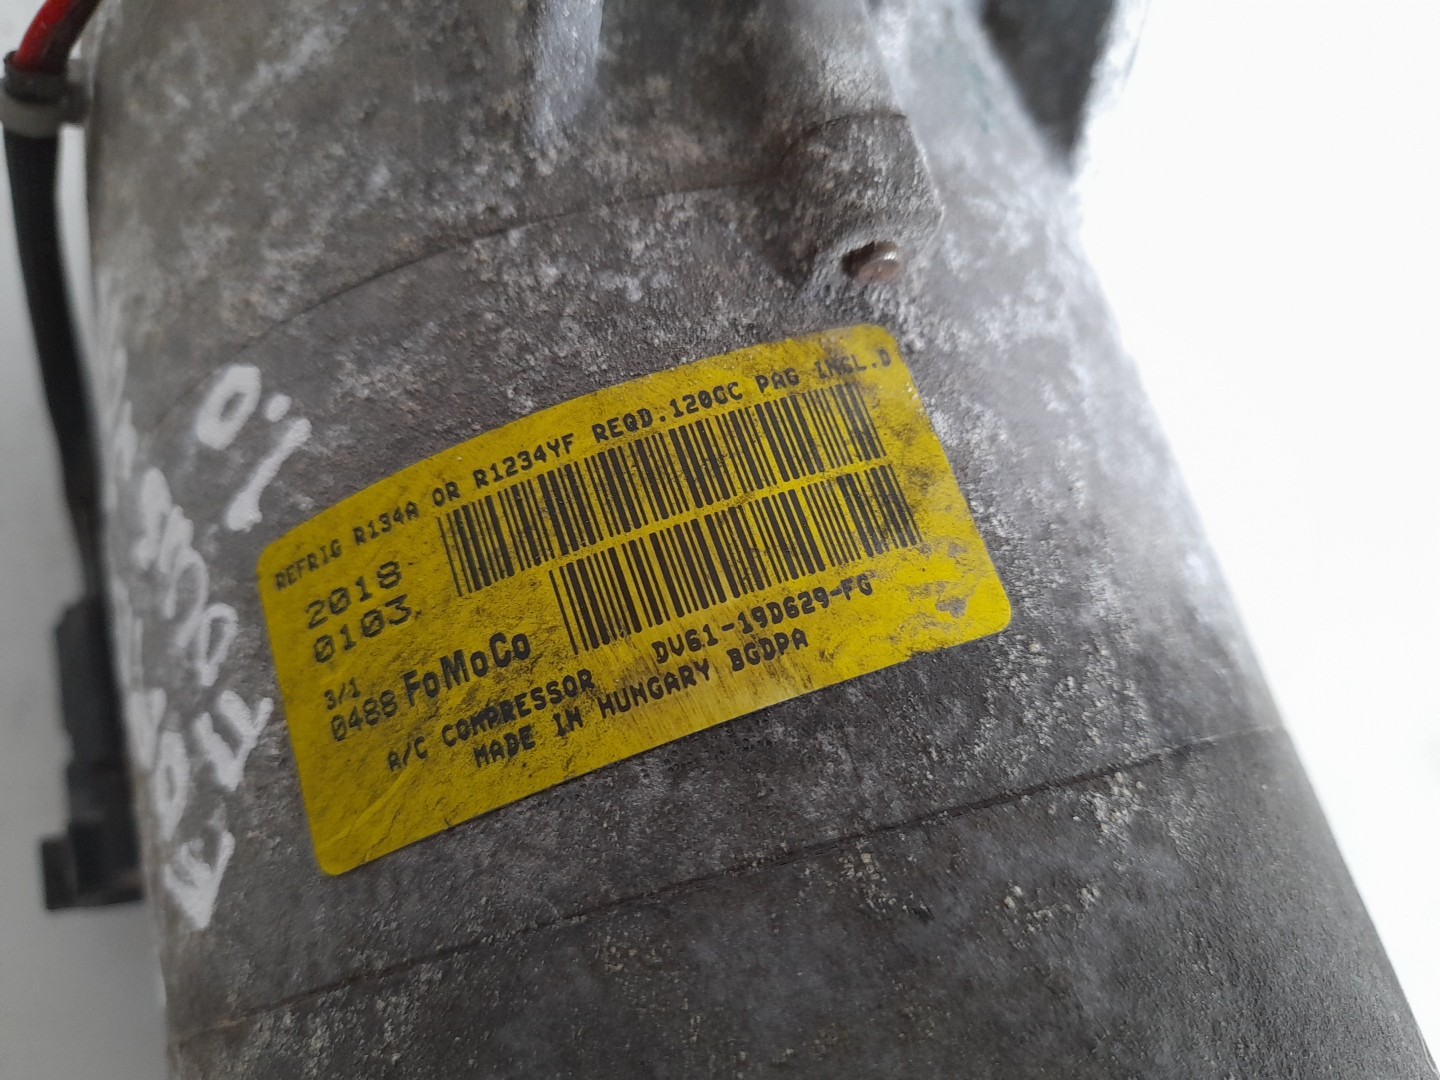 REFRIG R134A OR R1234YF REQD.120GC PAG INCL.D
2018
0103
3/1
0488 FoMoCo
A/C COMPRESSOR DV61-19D629-FG
MADE IN HUNGARY BGDPA